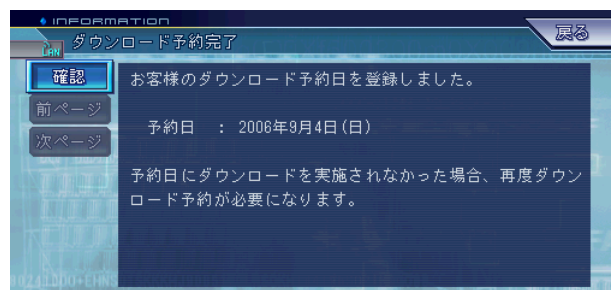 INFORMATION
LAN
ダウンロード予約完了
戻る
確認
お客様のダウンロード予約日を登録しました。
前ページ
予約日 : 2006年9月4日(日)
次ページ
予約日にダウンロードを実施されなかった場合、再度ダウン
ロード予約が必要になります。